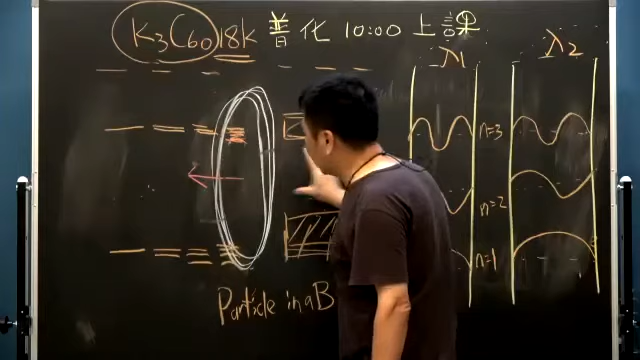 K₃C₆₀ 18K 普化 10:00 上課
λ1 λ2
n=3
n=2
n=1
Particle in a B